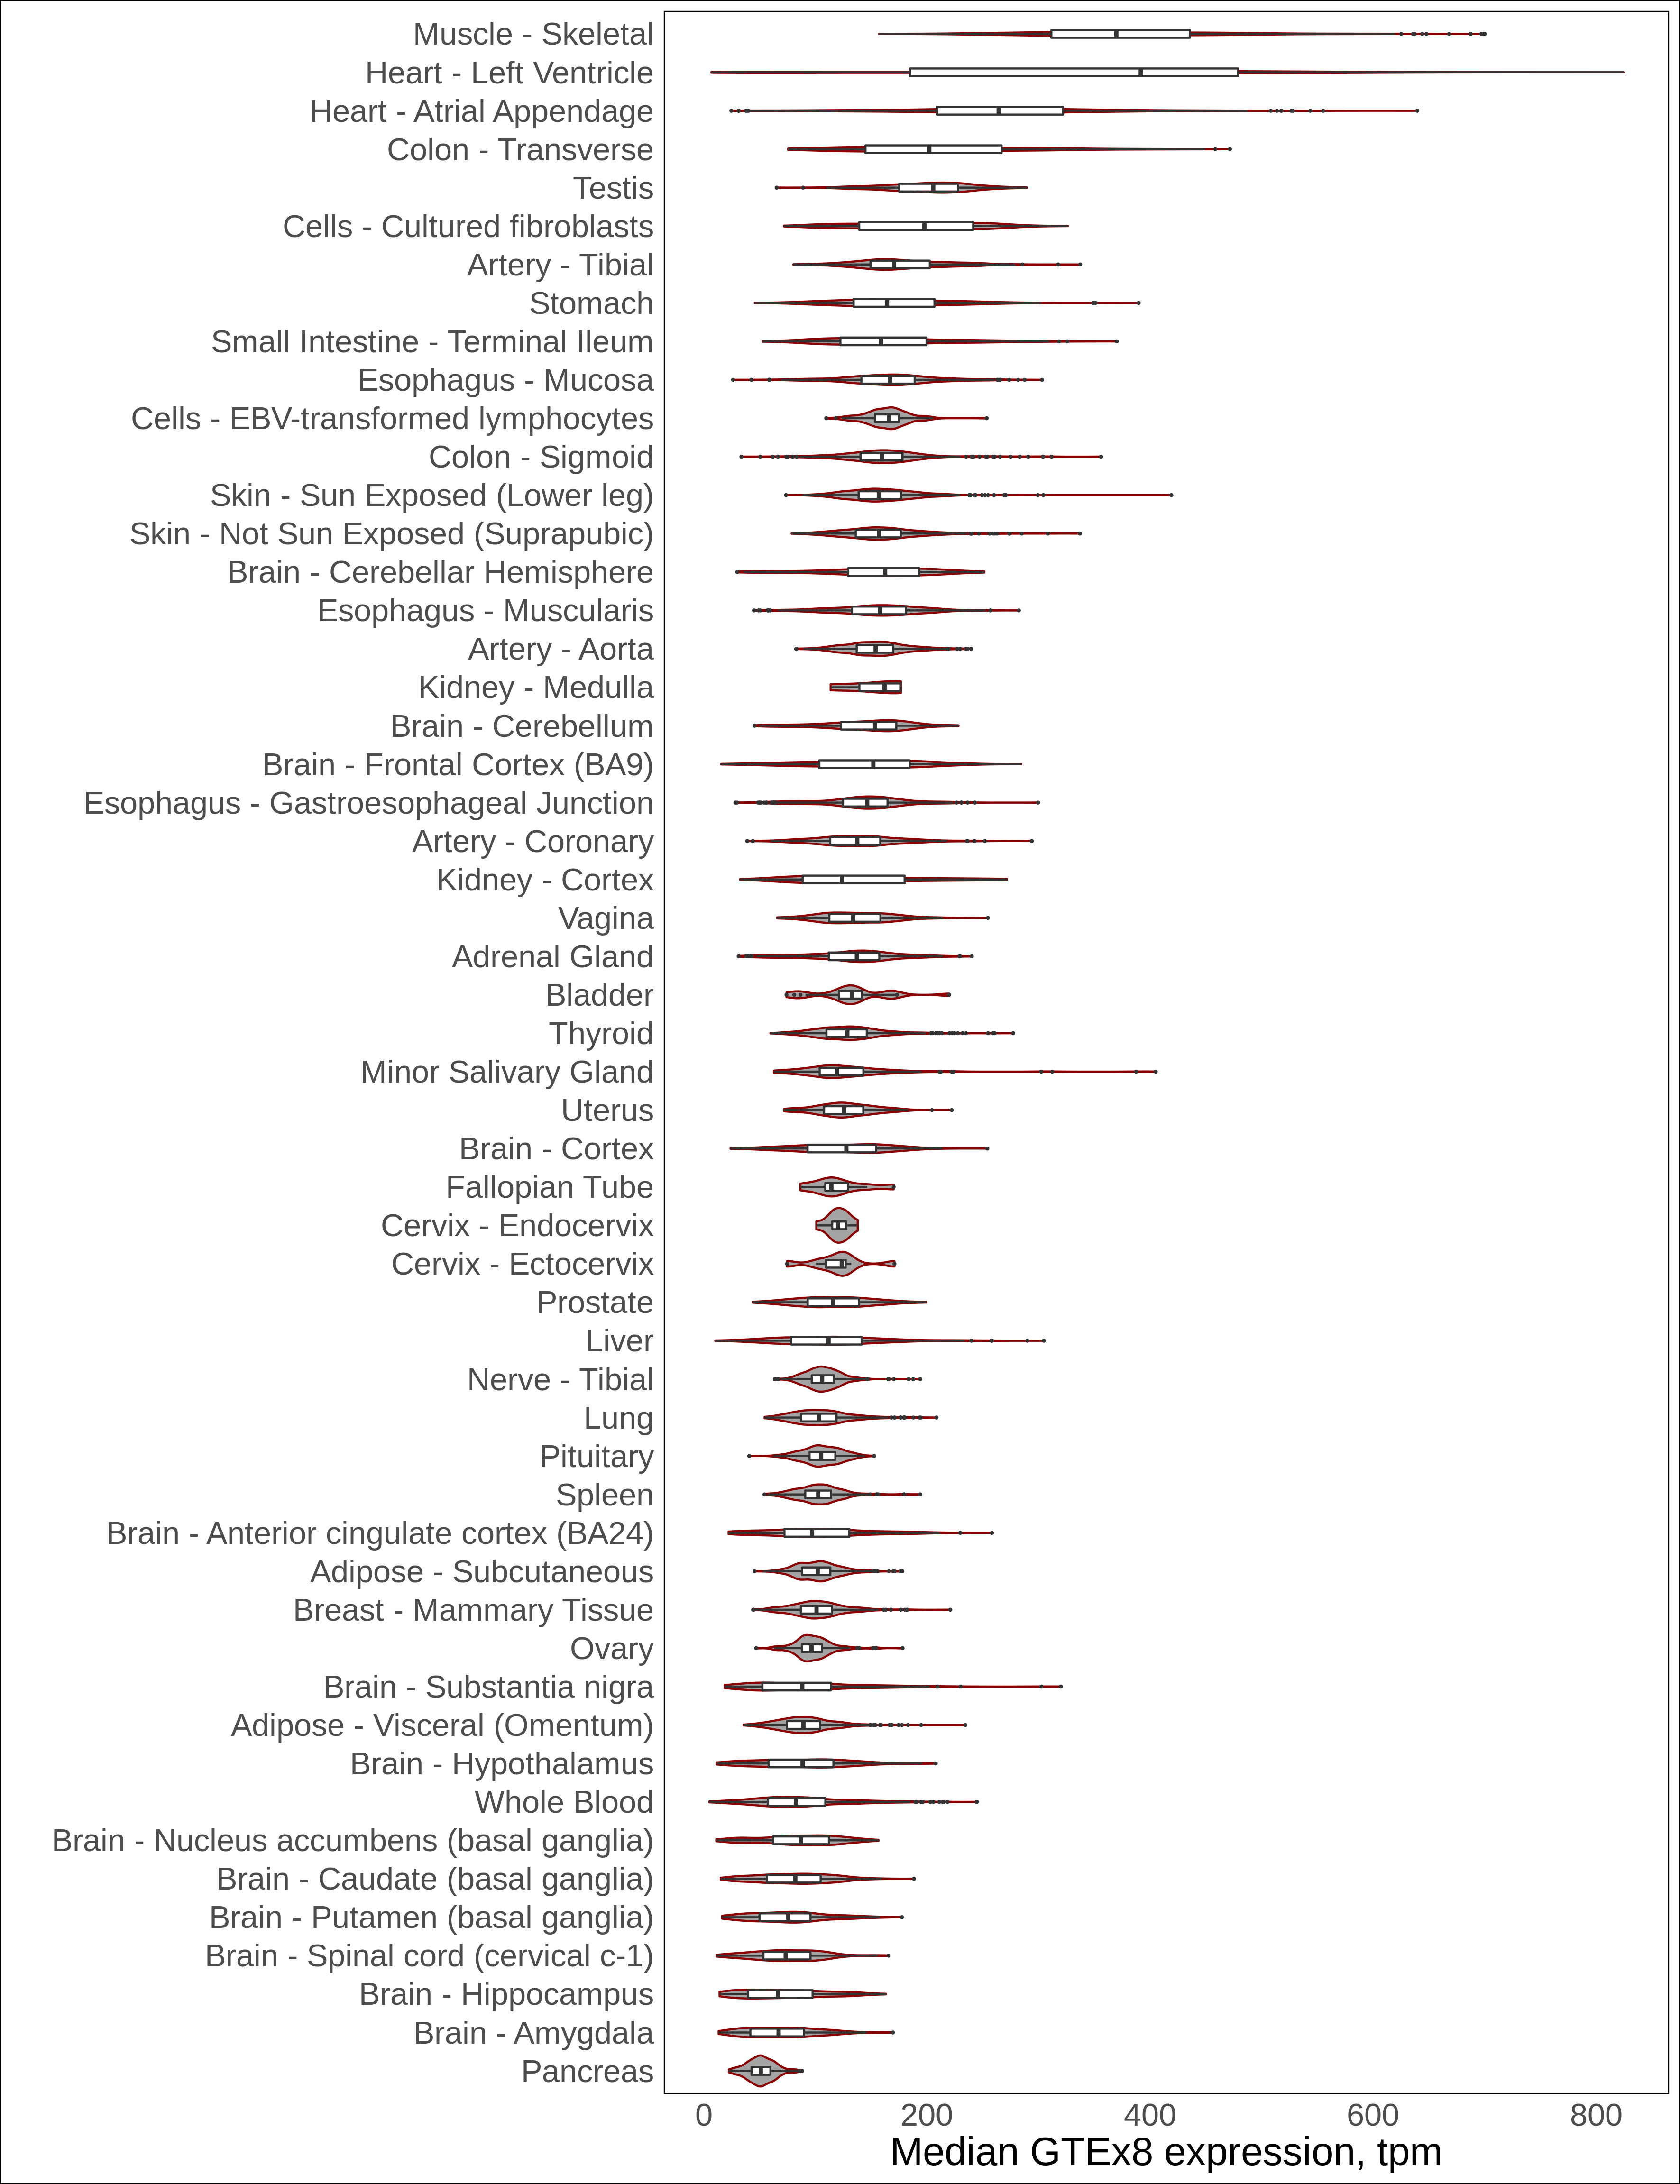 Muscle - Skeletal
Heart - Left Ventricle
Heart - Atrial Appendage
Colon - Transverse
Testis
Cells - Cultured fibroblasts
Artery - Tibial
Stomach
Small Intestine - Terminal Ileum
Esophagus - Mucosa
Cells - EBV-transformed lymphocytes
Colon - Sigmoid
Skin - Sun Exposed (Lower leg)
Skin - Not Sun Exposed (Suprapubic)
Brain - Cerebellar Hemisphere
Esophagus - Muscularis
Artery - Aorta
Kidney - Medulla
Brain - Cerebellum
Brain - Frontal Cortex (BA9)
Esophagus - Gastroesophageal Junction
Artery - Coronary
Kidney - Cortex
Vagina
Adrenal Gland
Bladder
Thyroid
Minor Salivary Gland
Uterus
Brain - Cortex
Fallopian Tube
Cervix - Endocervix
Cervix - Ectocervix
Prostate
Liver
Nerve - Tibial
Lung
Pituitary
Spleen
Brain - Anterior cingulate cortex (BA24)
Adipose - Subcutaneous
Breast - Mammary Tissue
Ovary
Brain - Substantia nigra
Adipose - Visceral (Omentum)
Brain - Hypothalamus
Whole Blood
Brain - Nucleus accumbens (basal ganglia)
Brain - Caudate (basal ganglia)
Brain - Putamen (basal ganglia)
Brain - Spinal cord (cervical c-1)
Brain - Hippocampus
Brain - Amygdala
Pancreas
0 200 400 600 800
Median GTEx8 expression, tpm